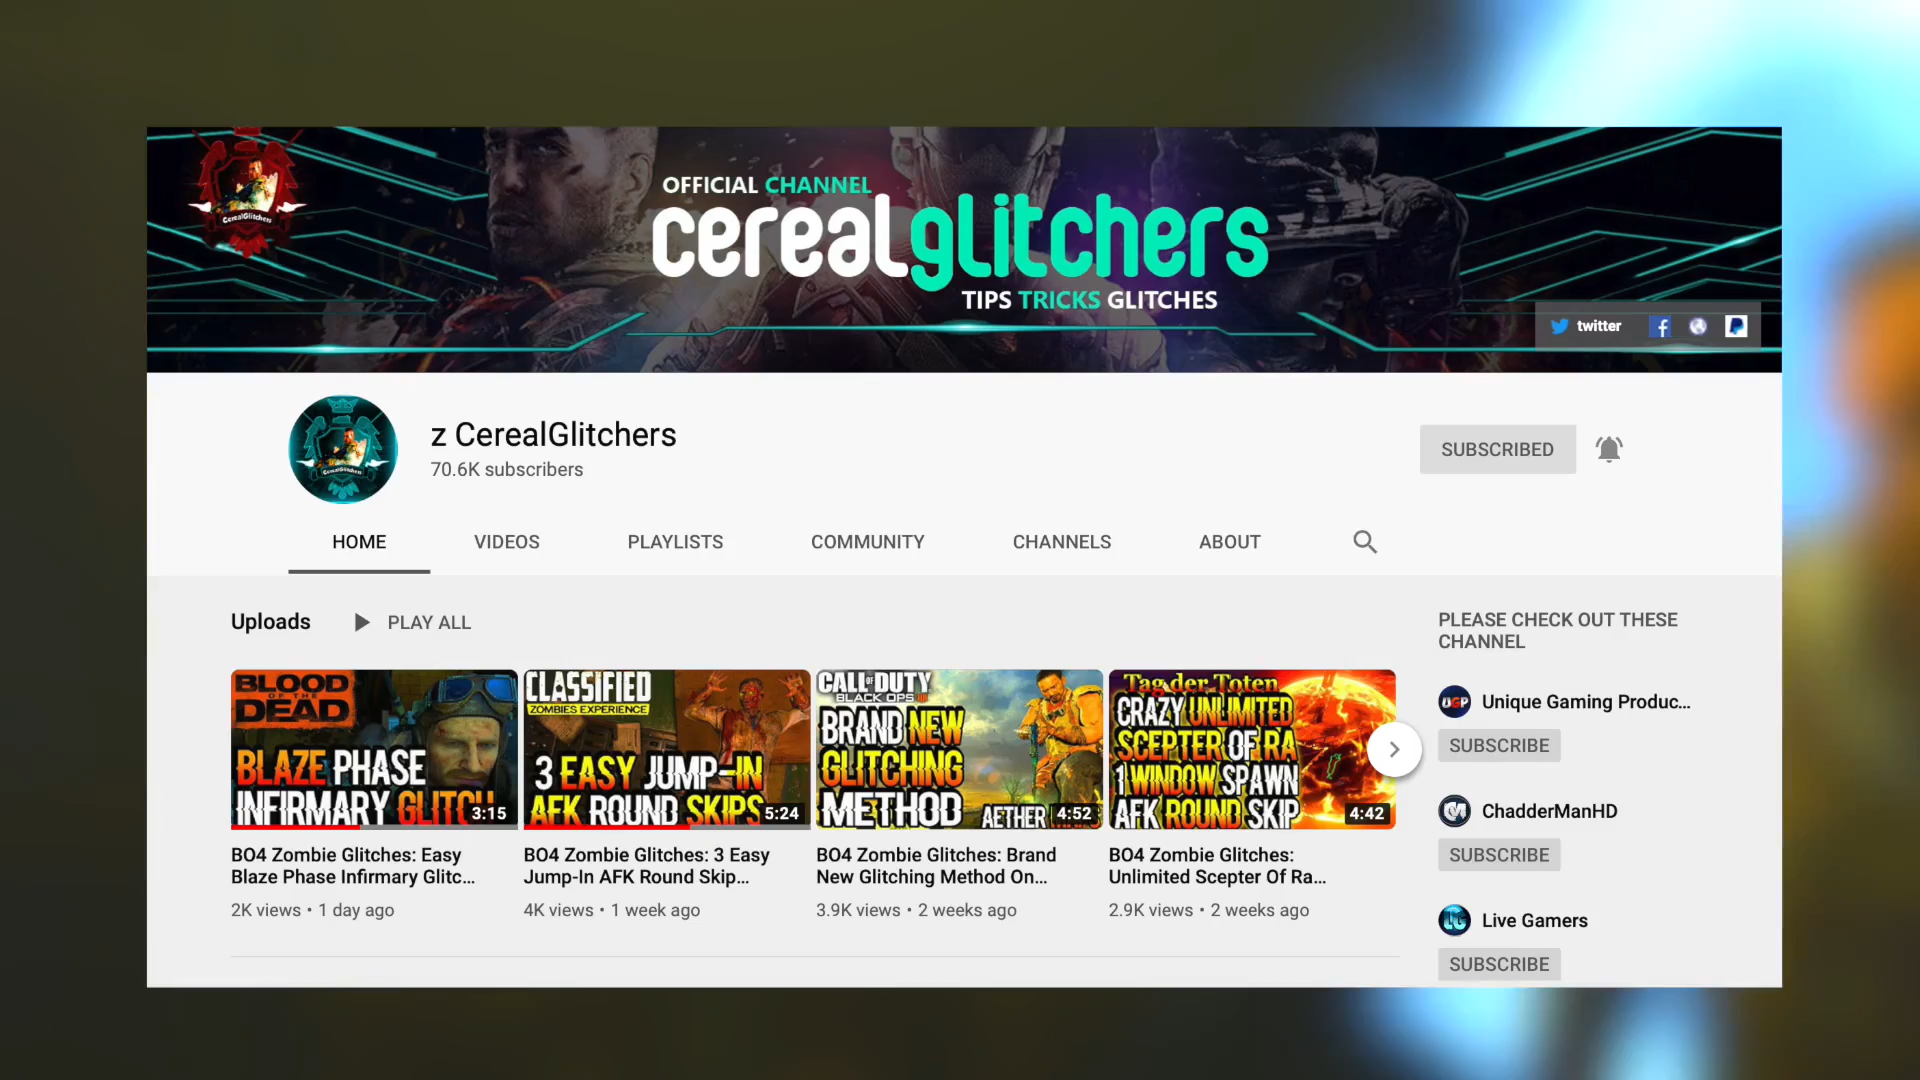 OFFICIAL CHANNEL
cerealglitchers
TIPS TRICKS GLITCHES
CerealGlitchers
twitter
z CerealGlitchers
70.6K subscribers
SUBSCRIBED
HOME VIDEOS PLAYLISTS COMMUNITY CHANNELS ABOUT
Uploads PLAY ALL
BLOOD
OF THE
DEAD
BLAZE PHASE
INFIRMARY GLITCH
3:15
BO4 Zombie Glitches: Easy
Blaze Phase Infirmary Glitc...
2K views • 1 day ago
CLASSIFIED
ZOMBIES EXPERIENCE
3 EASY JUMP-IN
AFK ROUND SKIPS
5:24
BO4 Zombie Glitches: 3 Easy
Jump-In AFK Round Skip...
4K views • 1 week ago
CALL OF DUTY
BLACK OPS
BRAND NEW
GLITCHING
METHOD
AETHER
4:52
BO4 Zombie Glitches: Brand
New Glitching Method On...
3.9K views • 2 weeks ago
Tag der Toten
CRAZY UNLIMITED
SCEPTER OF RA
1 WINDOW SPAWN
AFK ROUND SKIP
4:42
BO4 Zombie Glitches:
Unlimited Scepter Of Ra...
2.9K views • 2 weeks ago
PLEASE CHECK OUT THESE
CHANNEL
UGP
Unique Gaming Produc...
SUBSCRIBE
ChadderManHD
SUBSCRIBE
LG
Live Gamers
SUBSCRIBE